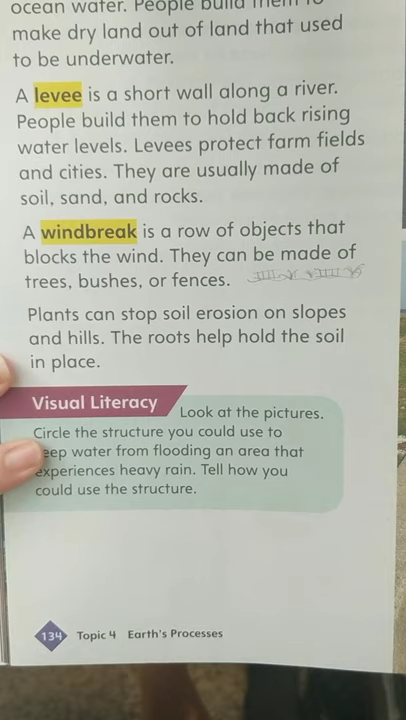 ocean water. People build them to
make dry land out of land that used
to be underwater.
A levee is a short wall along a river.
People build them to hold back rising
water levels. Levees protect farm fields
and cities. They are usually made of
soil, sand, and rocks.
A windbreak is a row of objects that
blocks the wind. They can be made of
trees, bushes, or fences.
Plants can stop soil erosion on slopes
and hills. The roots help hold the soil
in place.
Visual Literacy Look at the pictures.
Circle the structure you could use to
eep water from flooding an area that
experiences heavy rain. Tell how you
could use the structure.
134 Topic 4 Earth's Processes